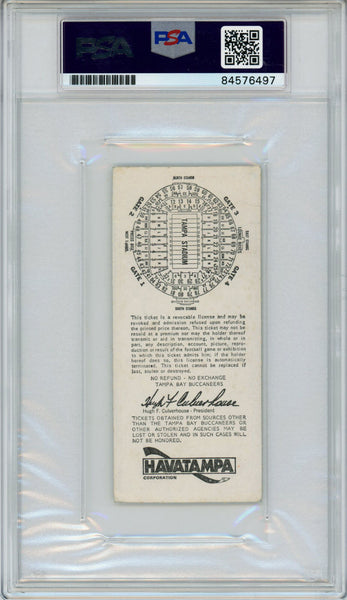 PSA
PSA
84576497
NORTH STANDS
GATE 2
GATE 3
TAMPA STADIUM
GATE 1
GATE 4
SOUTH STANDS
This ticket is a revocable license and may be
revoked and admission refused upon refunding
the printed price thereon. This ticket may not be
resold at a premium nor may the holder thereof
transmit or aid in transmitting, in whole or in
part, any description, account, picture, repro-
duction or result of the football game or exhibition
to which this ticket admits him; if the holder
hereof does so, this license is automatically
terminated. This ticket cannot be replaced if
lost, stolen or destroyed.
NO REFUND - NO EXCHANGE
TAMPA BAY BUCCANEERS
Hugh F Culverhouse
Hugh F. Culverhouse - President
TICKETS OBTAINED FROM SOURCES OTHER
THAN THE TAMPA BAY BUCCANEERS OR
OTHER AUTHORIZED AGENCIES MAY BE
LOST OR STOLEN AND IN SUCH CASES WILL
NOT BE HONORED.
HAVATAMPA
CORPORATION